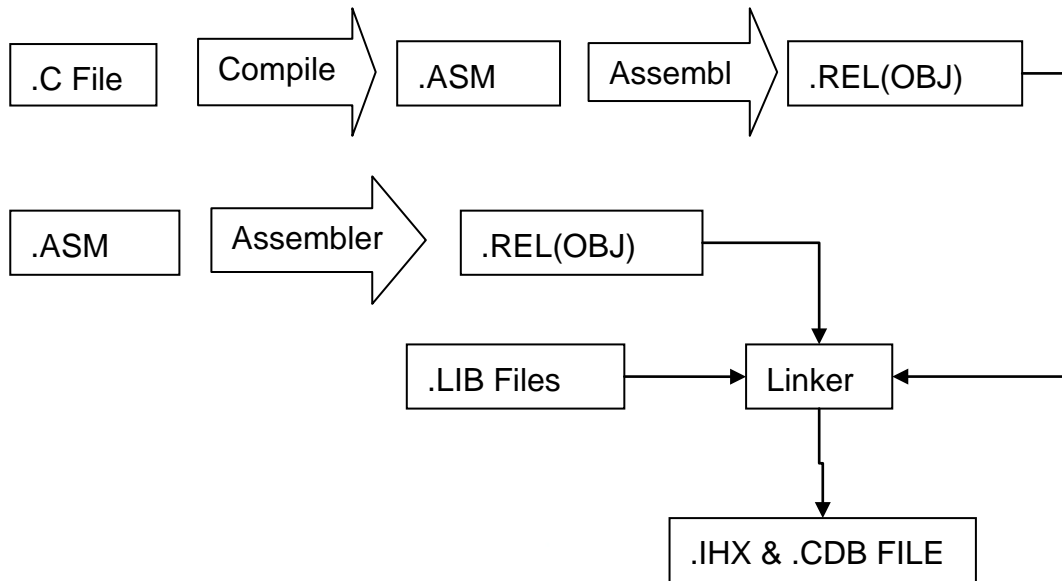 .C File
Compile
.ASM
Assembl
.REL(OBJ)
.ASM
Assembler
.REL(OBJ)
.LIB Files
Linker
.IHX & .CDB FILE